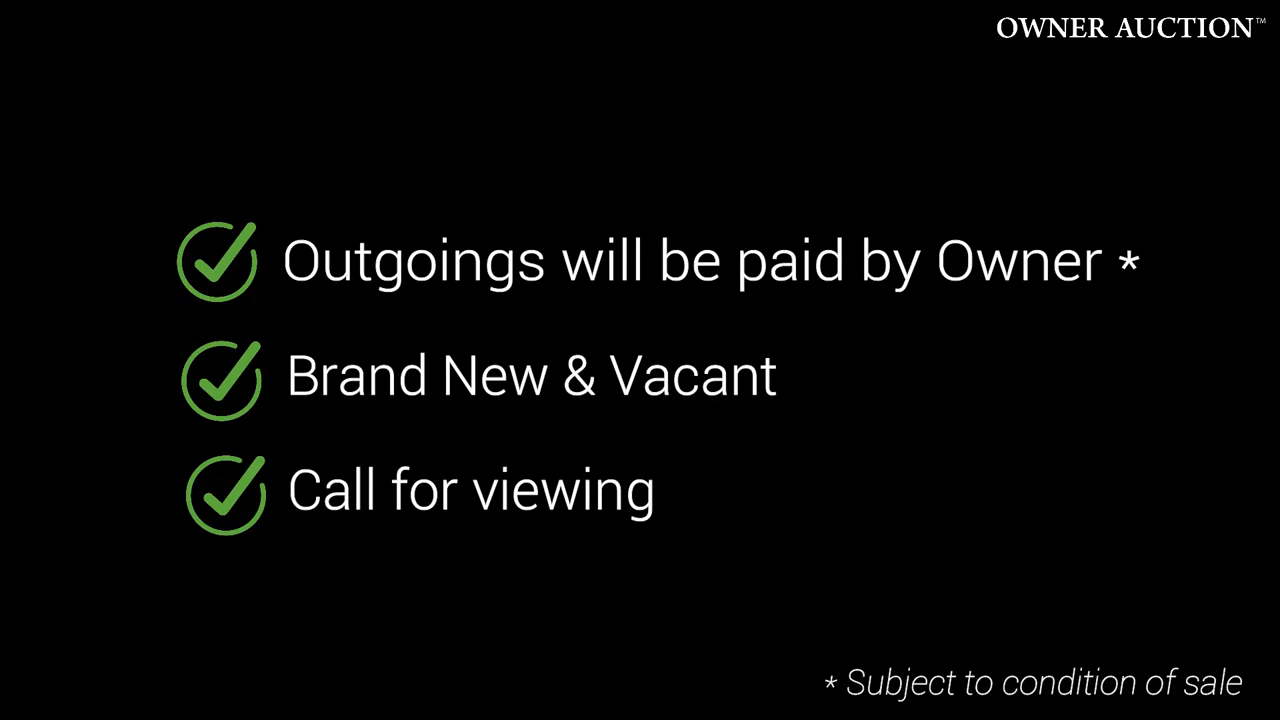 OWNER AUCTION™
Outgoings will be paid by Owner *
Brand New & Vacant
Call for viewing
* Subject to condition of sale